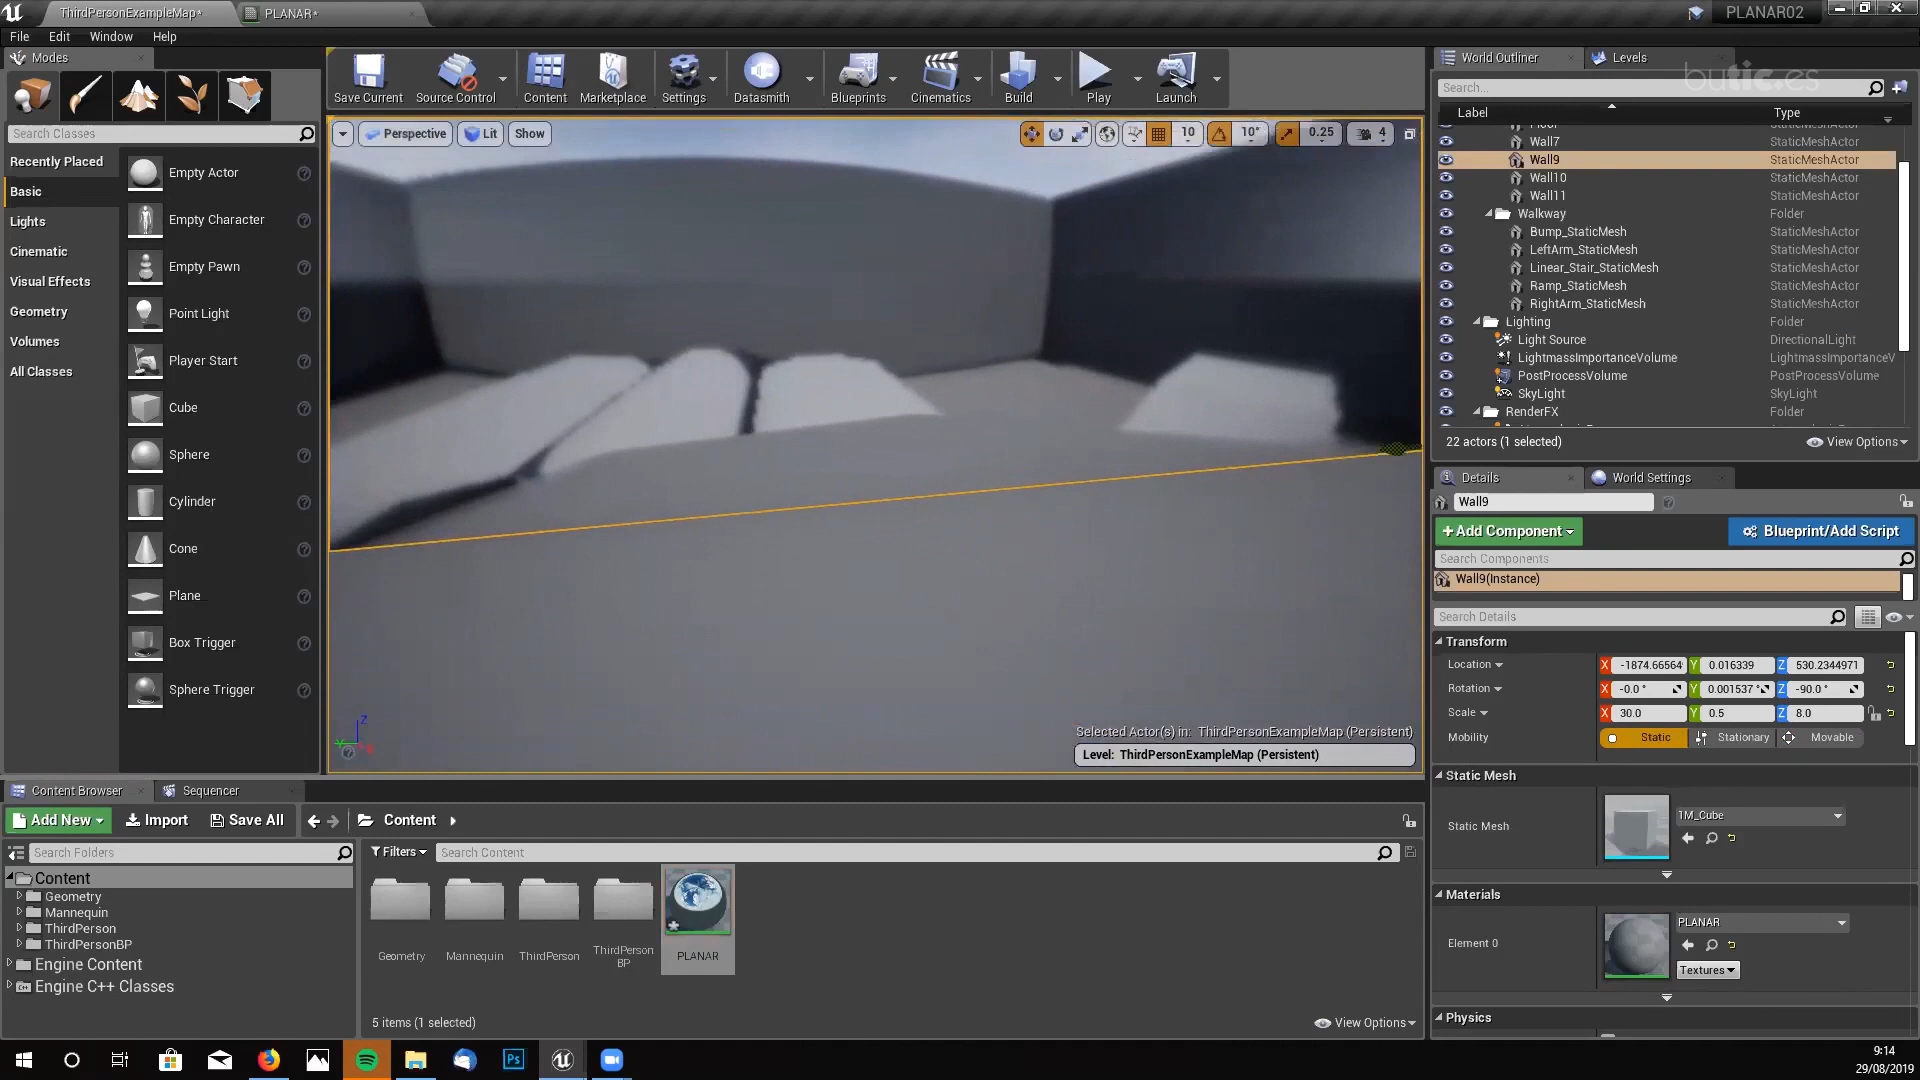 ThirdPersonExampleMap*
PLANAR*
PLANAR02
File Edit Window Help
Modes
Save Current
Source Control
Content
Marketplace
Settings
Datasmith
Blueprints
Cinematics
Build
Play
Launch
World Outliner
Levels
butic.es
Search...
Label Type
Search Classes
Recently Placed
Basic
Lights
Cinematic
Visual Effects
Geometry
Volumes
All Classes
Empty Actor
Empty Character
Empty Pawn
Point Light
Player Start
Cube
Sphere
Cylinder
Cone
Plane
Box Trigger
Sphere Trigger
Perspective
Lit
Show
10
10°
0.25
4
Floor StaticMeshActor
Wall7 StaticMeshActor
Wall9 StaticMeshActor
Wall10 StaticMeshActor
Wall11 StaticMeshActor
Walkway Folder
Bump_StaticMesh StaticMeshActor
LeftArm_StaticMesh StaticMeshActor
Linear_Stair_StaticMesh StaticMeshActor
Ramp_StaticMesh StaticMeshActor
RightArm_StaticMesh StaticMeshActor
Lighting Folder
Light Source DirectionalLight
LightmassImportanceVolume LightmassImportanceV
PostProcessVolume PostProcessVolume
SkyLight SkyLight
RenderFX Folder
22 actors (1 selected)
View Options
Details
World Settings
Wall9
Add Component
Blueprint/Add Script
Search Components
Wall9(Instance)
Search Details
Transform
Location X -1874.66564 Y 0.016339 Z 530.2344971
Rotation X -0.0 ° Y 0.001537 ° Z -90.0 °
Scale X 30.0 Y 0.5 Z 8.0
Mobility Static Stationary Movable
Static Mesh
Static Mesh
1M_Cube
Materials
Element 0
PLANAR
Textures
Physics
Selected Actor(s) in: ThirdPersonExampleMap (Persistent)
Level: ThirdPersonExampleMap (Persistent)
Content Browser
Sequencer
Add New
Import
Save All
Content
Search Folders
Filters
Search Content
Content
Geometry
Mannequin
ThirdPerson
ThirdPersonBP
Engine Content
Engine C++ Classes
Geometry
Mannequin
ThirdPerson
ThirdPerson
BP
PLANAR
5 items (1 selected)
View Options
Ps
9:14
29/08/2019